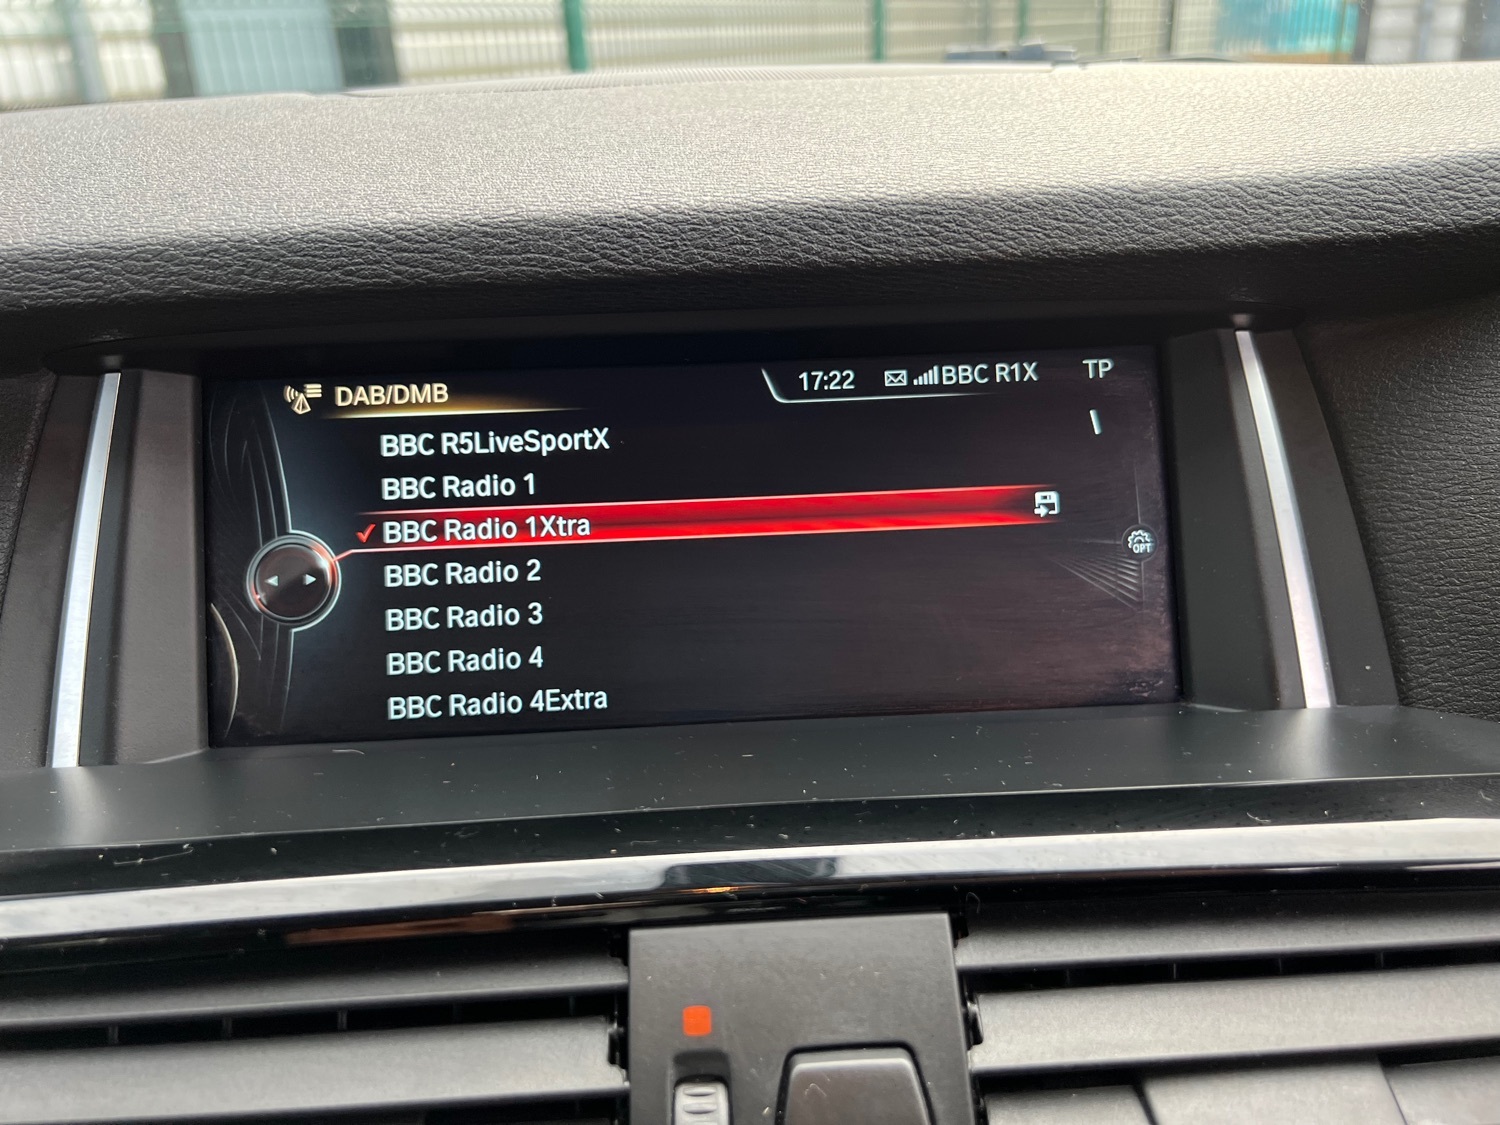 DAB/DMB
17:22 BBC R1X TP
BBC R5LiveSportX
BBC Radio 1
BBC Radio 1Xtra
BBC Radio 2
OPT
BBC Radio 3
BBC Radio 4
BBC Radio 4Extra